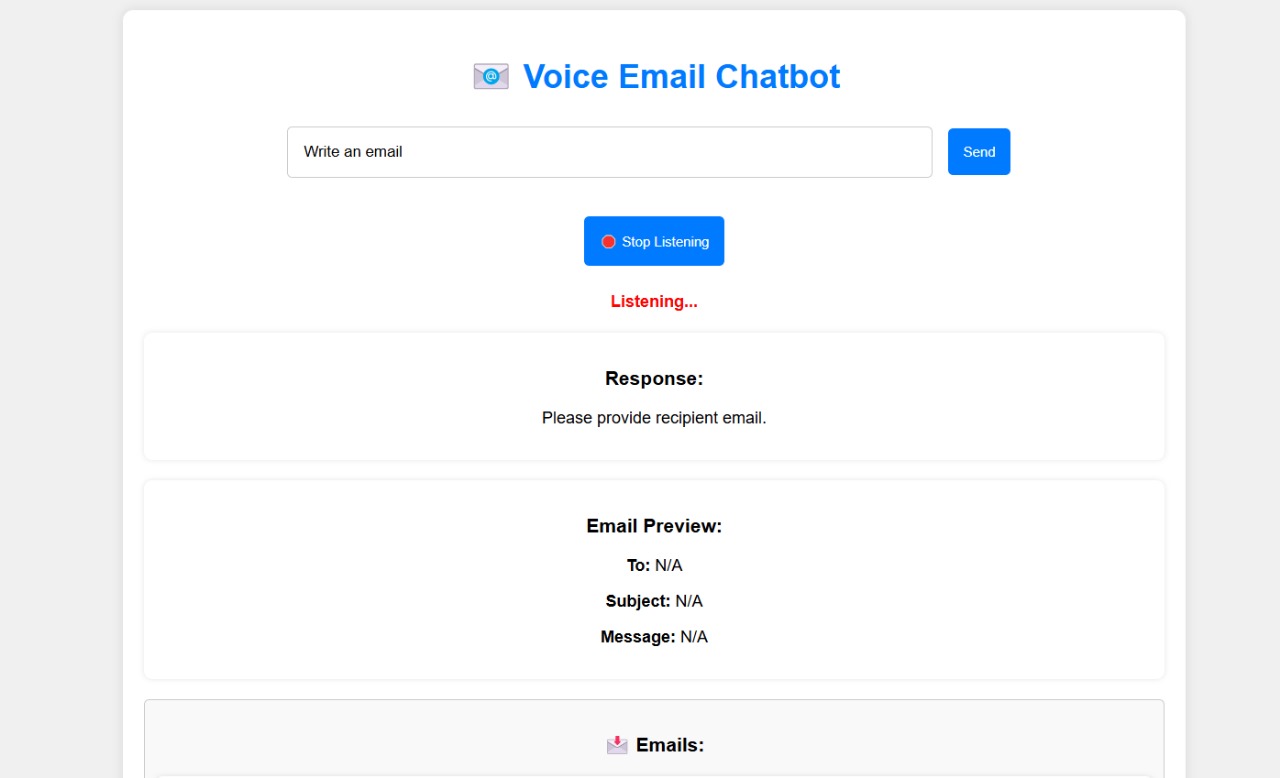 Voice Email Chatbot
Write an email
Send
Stop Listening
Listening...
Response:
Please provide recipient email.
Email Preview:
To: N/A
Subject: N/A
Message: N/A
Emails: